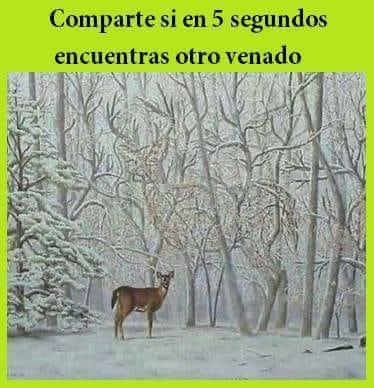 Comparte si en 5 segundos
encuentras otro venado